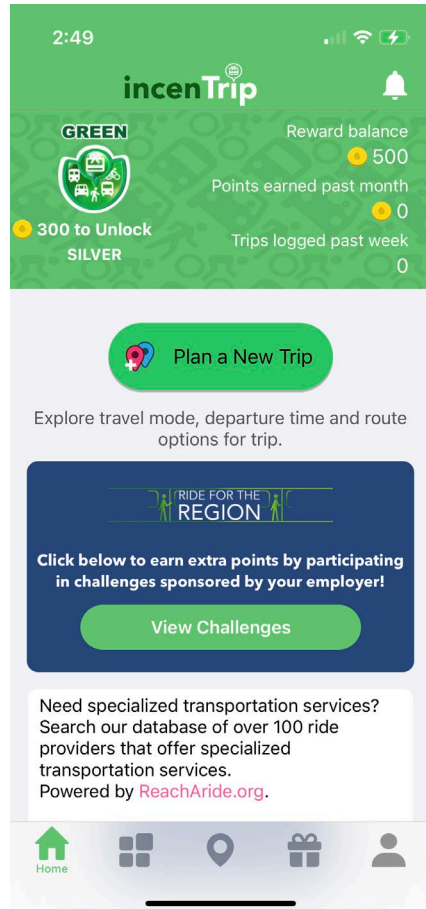 2:49
incenTrip
GREEN
300 to Unlock
SILVER
Reward balance
500
Points earned past month
0
Trips logged past week
0
Plan a New Trip
Explore travel mode, departure time and route
options for trip.
RIDE FOR THE
REGION
Click below to earn extra points by participating
in challenges sponsored by your employer!
View Challenges
Need specialized transportation services?
Search our database of over 100 ride
providers that offer specialized
transportation services.
Powered by ReachAride.org.
Home